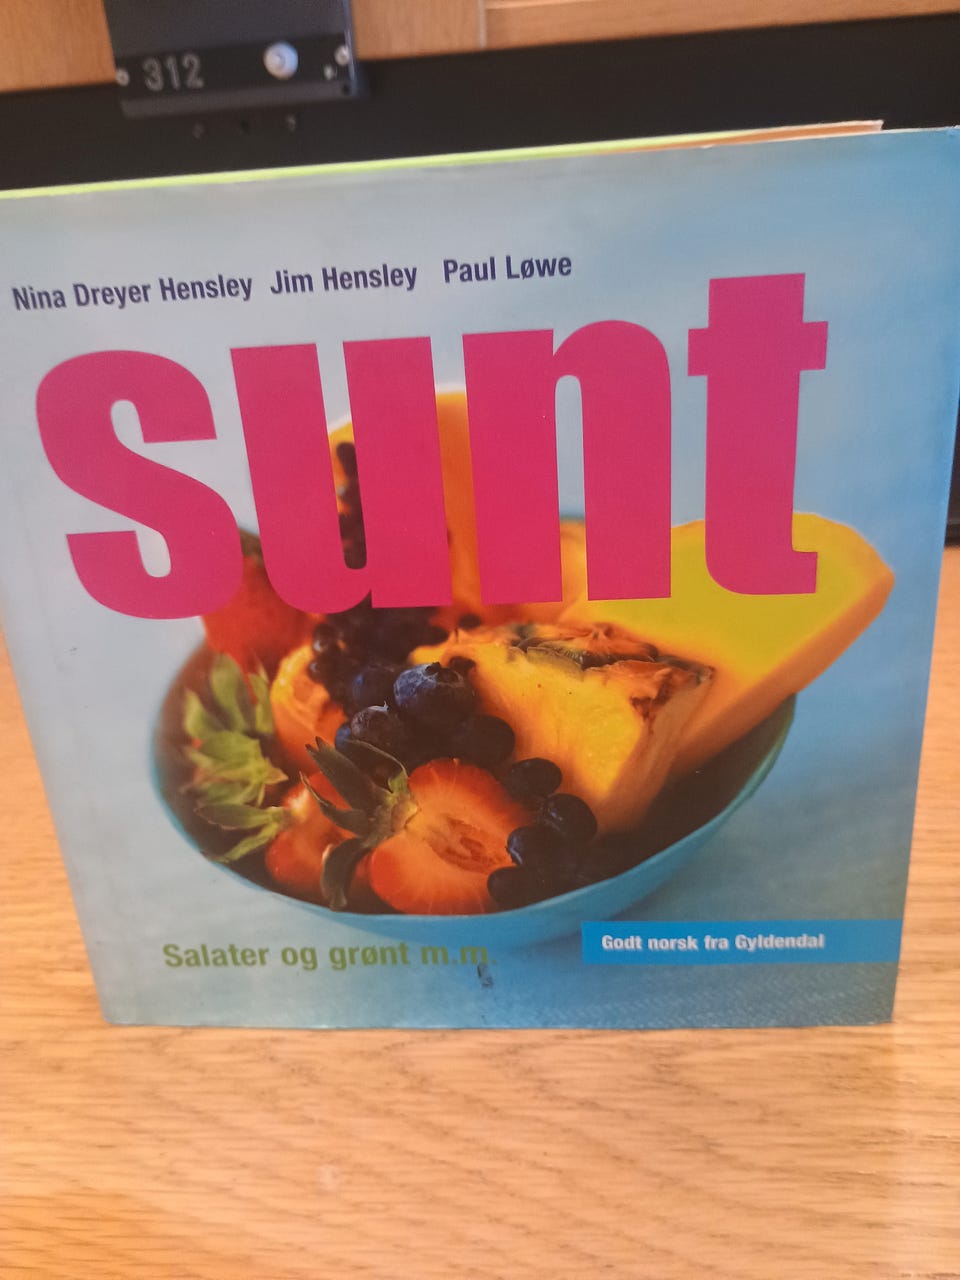 312
Nina Dreyer Hensley Jim Hensley Paul Løwe
sunt
Salater og grønt m.m.
Godt norsk fra Gyldendal